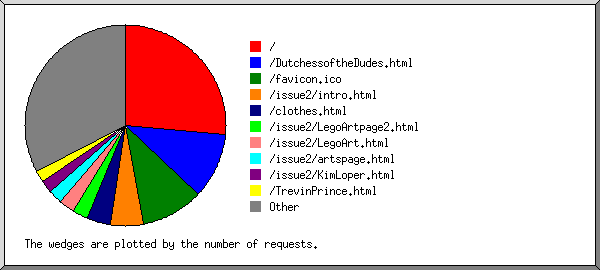 /
/DutchessoftheDudes.html
/favicon.ico
/issue2/intro.html
/clothes.html
/issue2/LegoArtpage2.html
/issue2/LegoArt.html
/issue2/artspage.html
/issue2/KimLoper.html
/TrevinPrince.html
Other
The wedges are plotted by the number of requests.